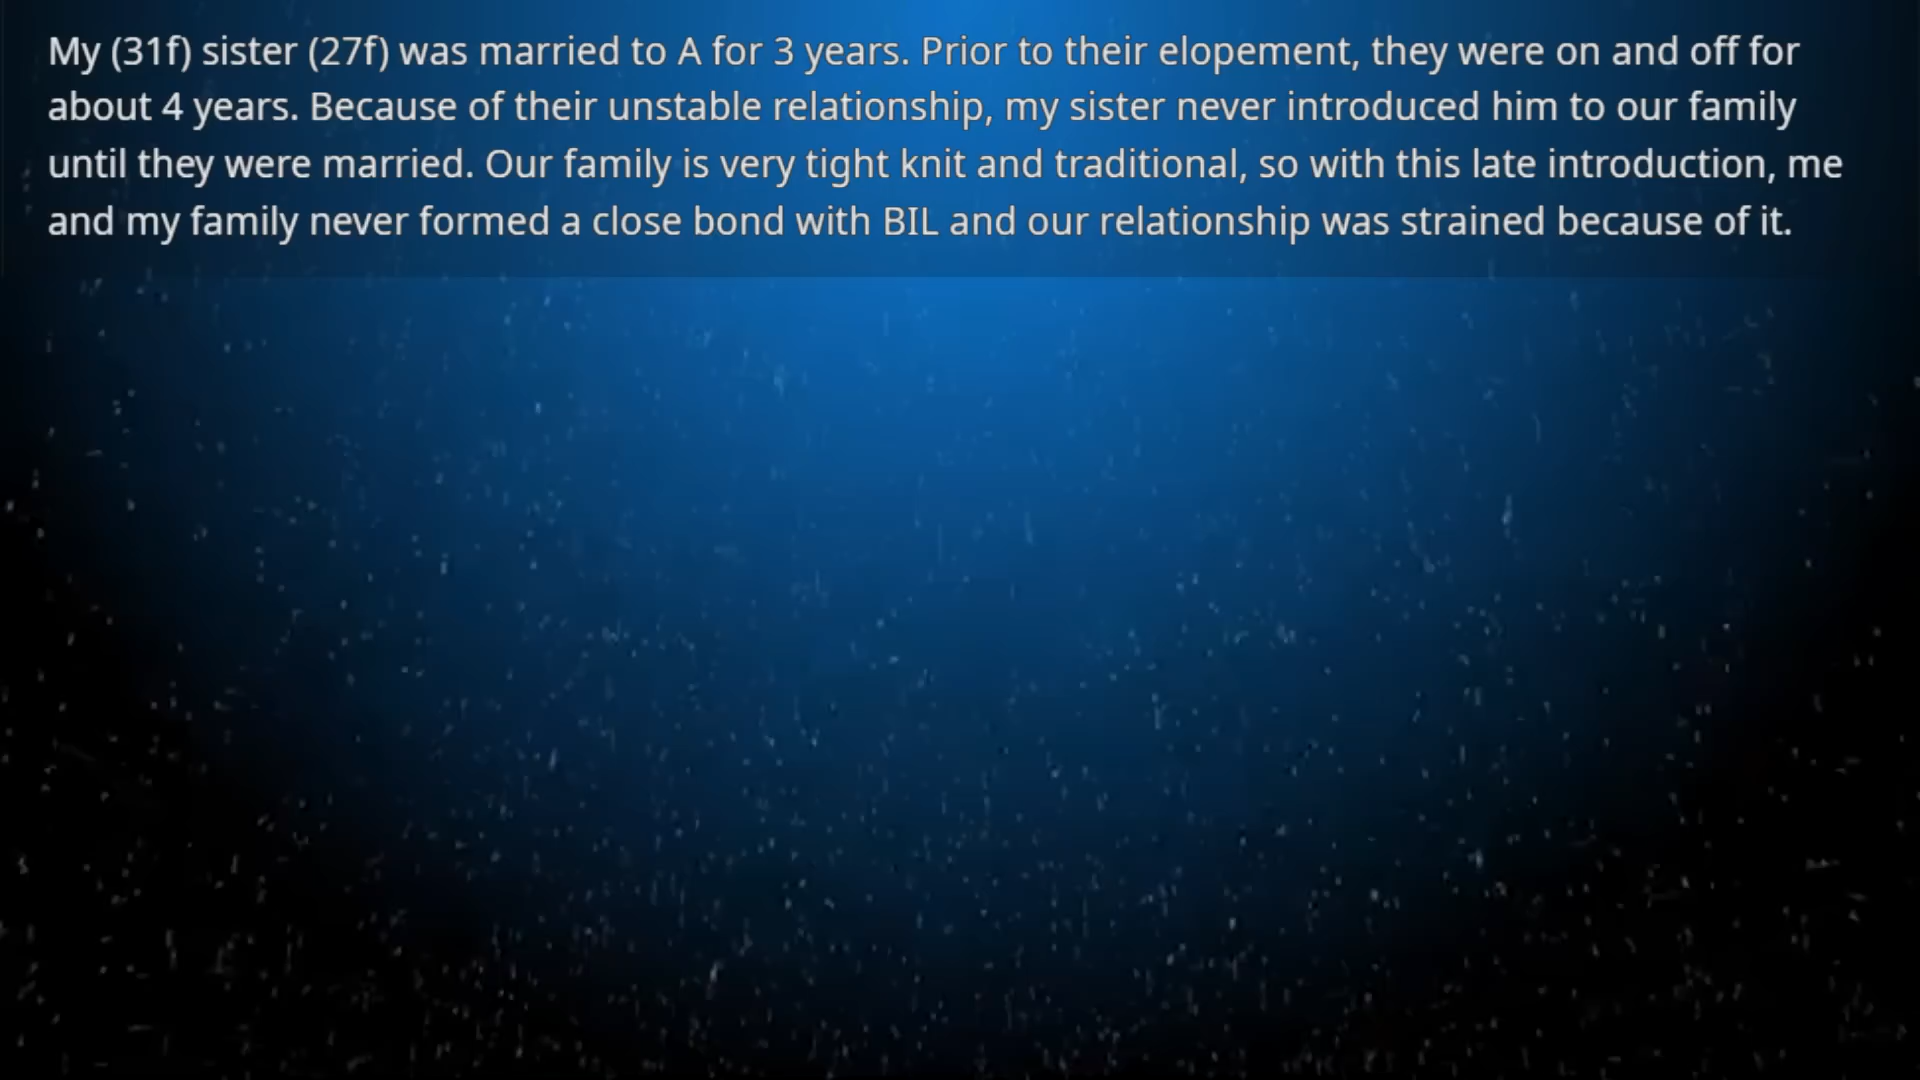 My (31f) sister (27f) was married to A for 3 years. Prior to their elopement, they were on and off for
about 4 years. Because of their unstable relationship, my sister never introduced him to our family
until they were married. Our family is very tight knit and traditional, so with this late introduction, me
and my family never formed a close bond with BIL and our relationship was strained because of it.